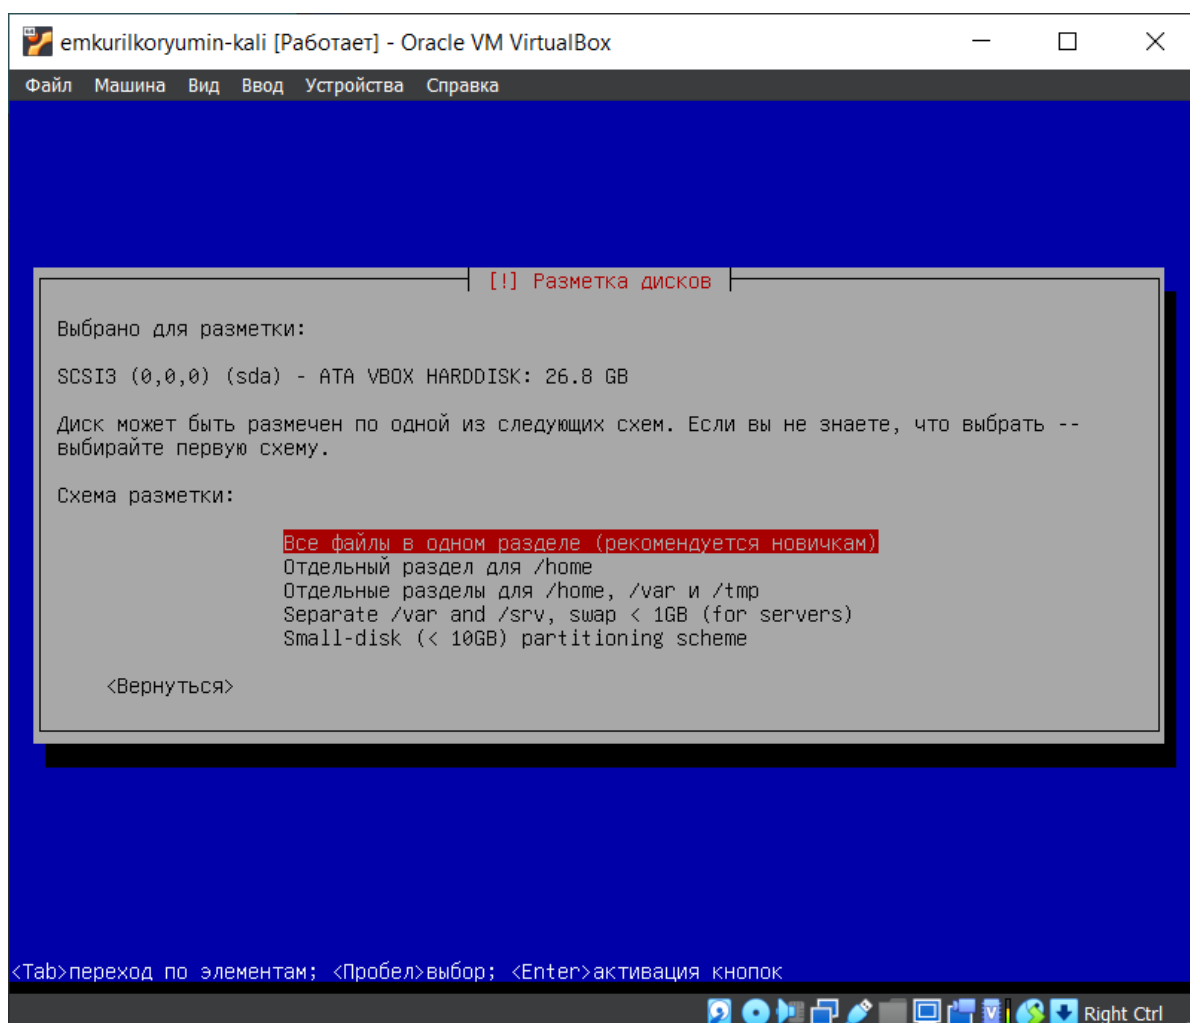 emkurilkoryumin-kali [Работает] - Oracle VM VirtualBox
Файл Машина Вид Ввод Устройства Справка
[!] Разметка дисков
Выбрано для разметки:
SCSI3 (0,0,0) (sda) - ATA VBOX HARDDISK: 26.8 GB
Диск может быть размечен по одной из следующих схем. Если вы не знаете, что выбрать --
выбирайте первую схему.
Схема разметки:
Все файлы в одном разделе (рекомендуется новичкам)
Отдельный раздел для /home
Отдельные разделы для /home, /var и /tmp
Separate /var and /srv, swap < 1GB (for servers)
Small-disk (< 10GB) partitioning scheme
<Вернуться>
<Tab>переход по элементам; <Пробел>выбор; <Enter>активация кнопок
Right Ctrl